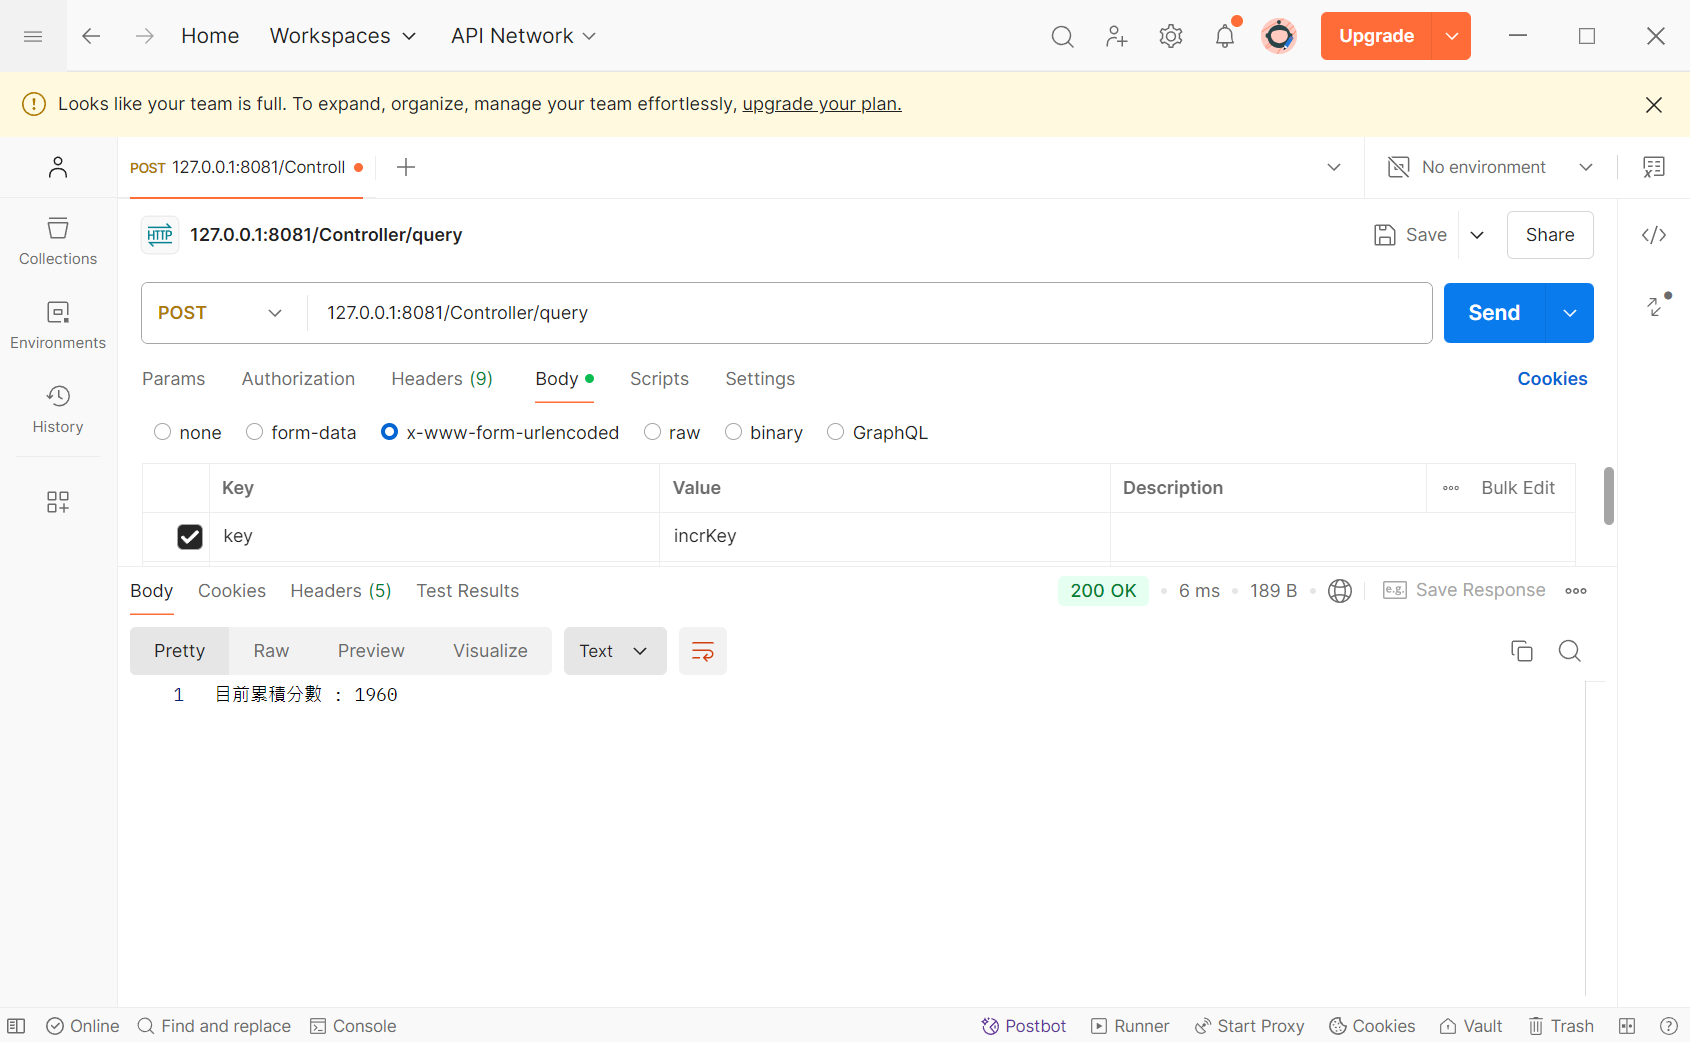 Home Workspaces API Network Upgrade
Looks like your team is full. To expand, organize, manage your team effortlessly, upgrade your plan.
POST 127.0.0.1:8081/Controll No environment
HTTP 127.0.0.1:8081/Controller/query Save Share
Collections
POST 127.0.0.1:8081/Controller/query Send
Environments
Params Authorization Headers (9) Body Scripts Settings Cookies
History
none form-data x-www-form-urlencoded raw binary GraphQL
Key Value Description Bulk Edit
key incrKey
Body Cookies Headers (5) Test Results 200 OK 6 ms 189 B e.g. Save Response
Pretty Raw Preview Visualize Text
1 目前累積分數 : 1960
Online Find and replace Console Postbot Runner Start Proxy Cookies Vault Trash